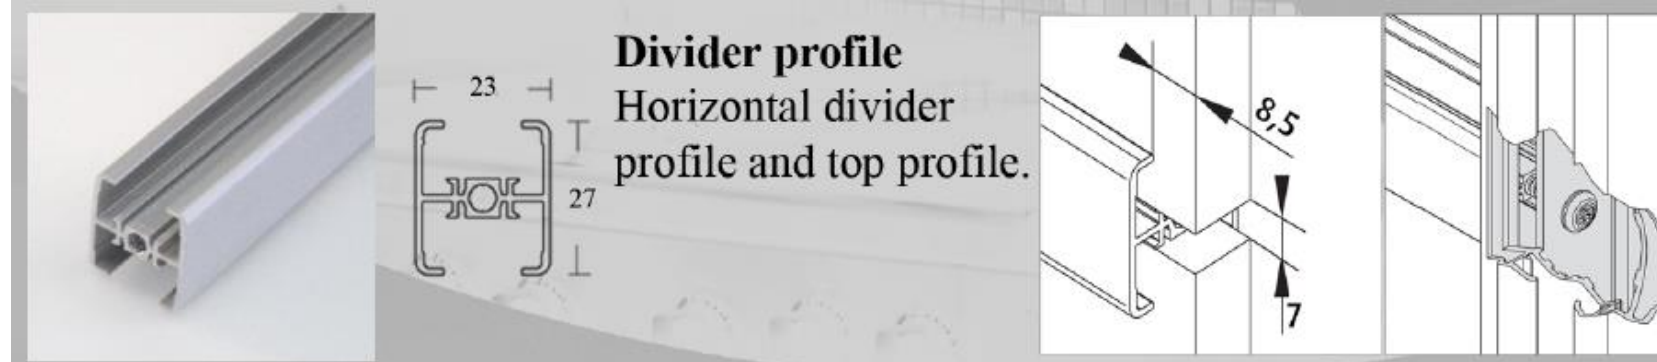 23
27
Divider profile
Horizontal divider
profile and top profile.
8,5
7